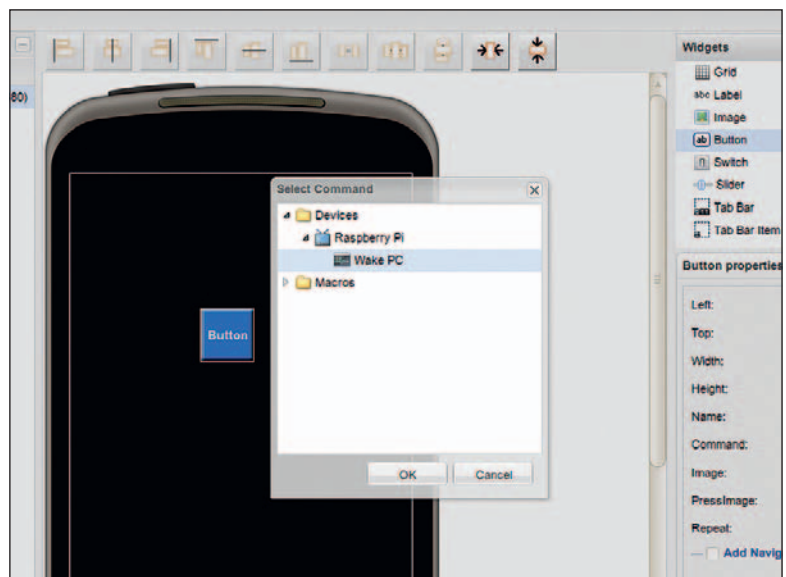 80)
Widgets
Grid
abc Label
Image
ab Button
Switch
Slider
Tab Bar
Tab Bar Item
Button properties
Left:
Top:
Width:
Height:
Name:
Command:
Image:
PressImage:
Repeat:
Add Navig
Select Command
Devices
Raspberry Pi
Wake PC
Macros
OK
Cancel
Button